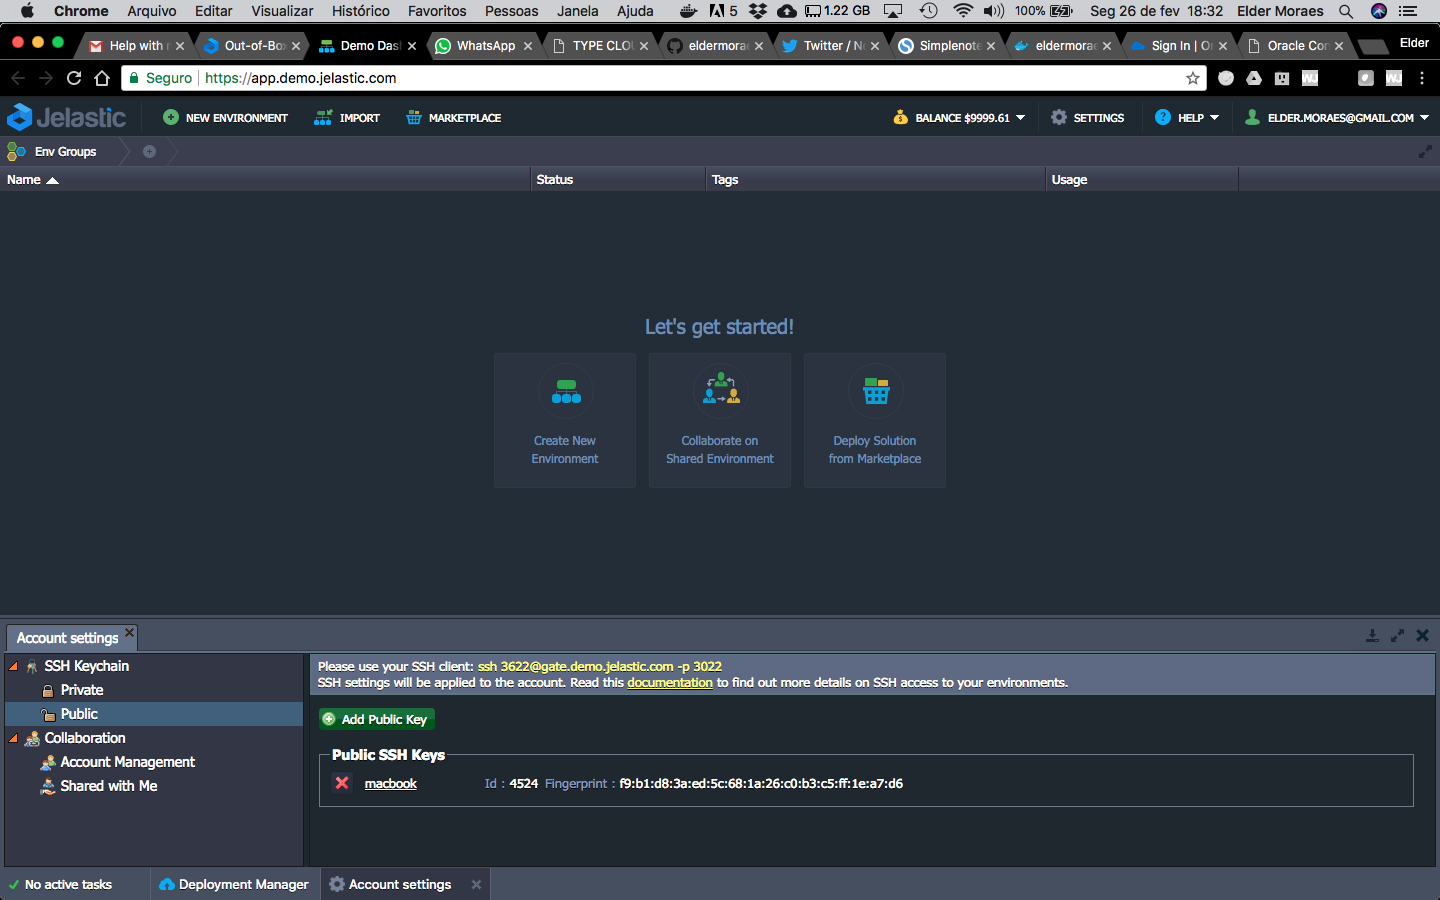 Chrome Arquivo Editar Visualizar Histórico Favoritos Pessoas Janela Ajuda 5 1.22 GB 100% Seg 26 de fev 18:32 Elder Moraes
Help with Out-of-Box Demo Das WhatsApp TYPE CLO eldermora Twitter / No Simplenote eldermora Sign In | O Oracle Con Elder
Seguro https://app.demo.jelastic.com
Jelastic NEW ENVIRONMENT IMPORT MARKETPLACE BALANCE $9999.61 SETTINGS ? HELP ELDER.MORAES@GMAIL.COM
Env Groups
Name Status Tags Usage
Let's get started!
Create New
Environment
Collaborate on
Shared Environment
Deploy Solution
from Marketplace
Account settings
SSH Keychain
Private
Public
Collaboration
Account Management
Shared with Me
Please use your SSH client: ssh 3622@gate.demo.jelastic.com -p 3022
SSH settings will be applied to the account. Read this documentation to find out more details on SSH access to your environments.
Add Public Key
Public SSH Keys
macbook Id : 4524 Fingerprint : f9:b1:d8:3a:ed:5c:68:1a:26:c0:b3:c5:ff:1e:a7:d6
No active tasks Deployment Manager Account settings